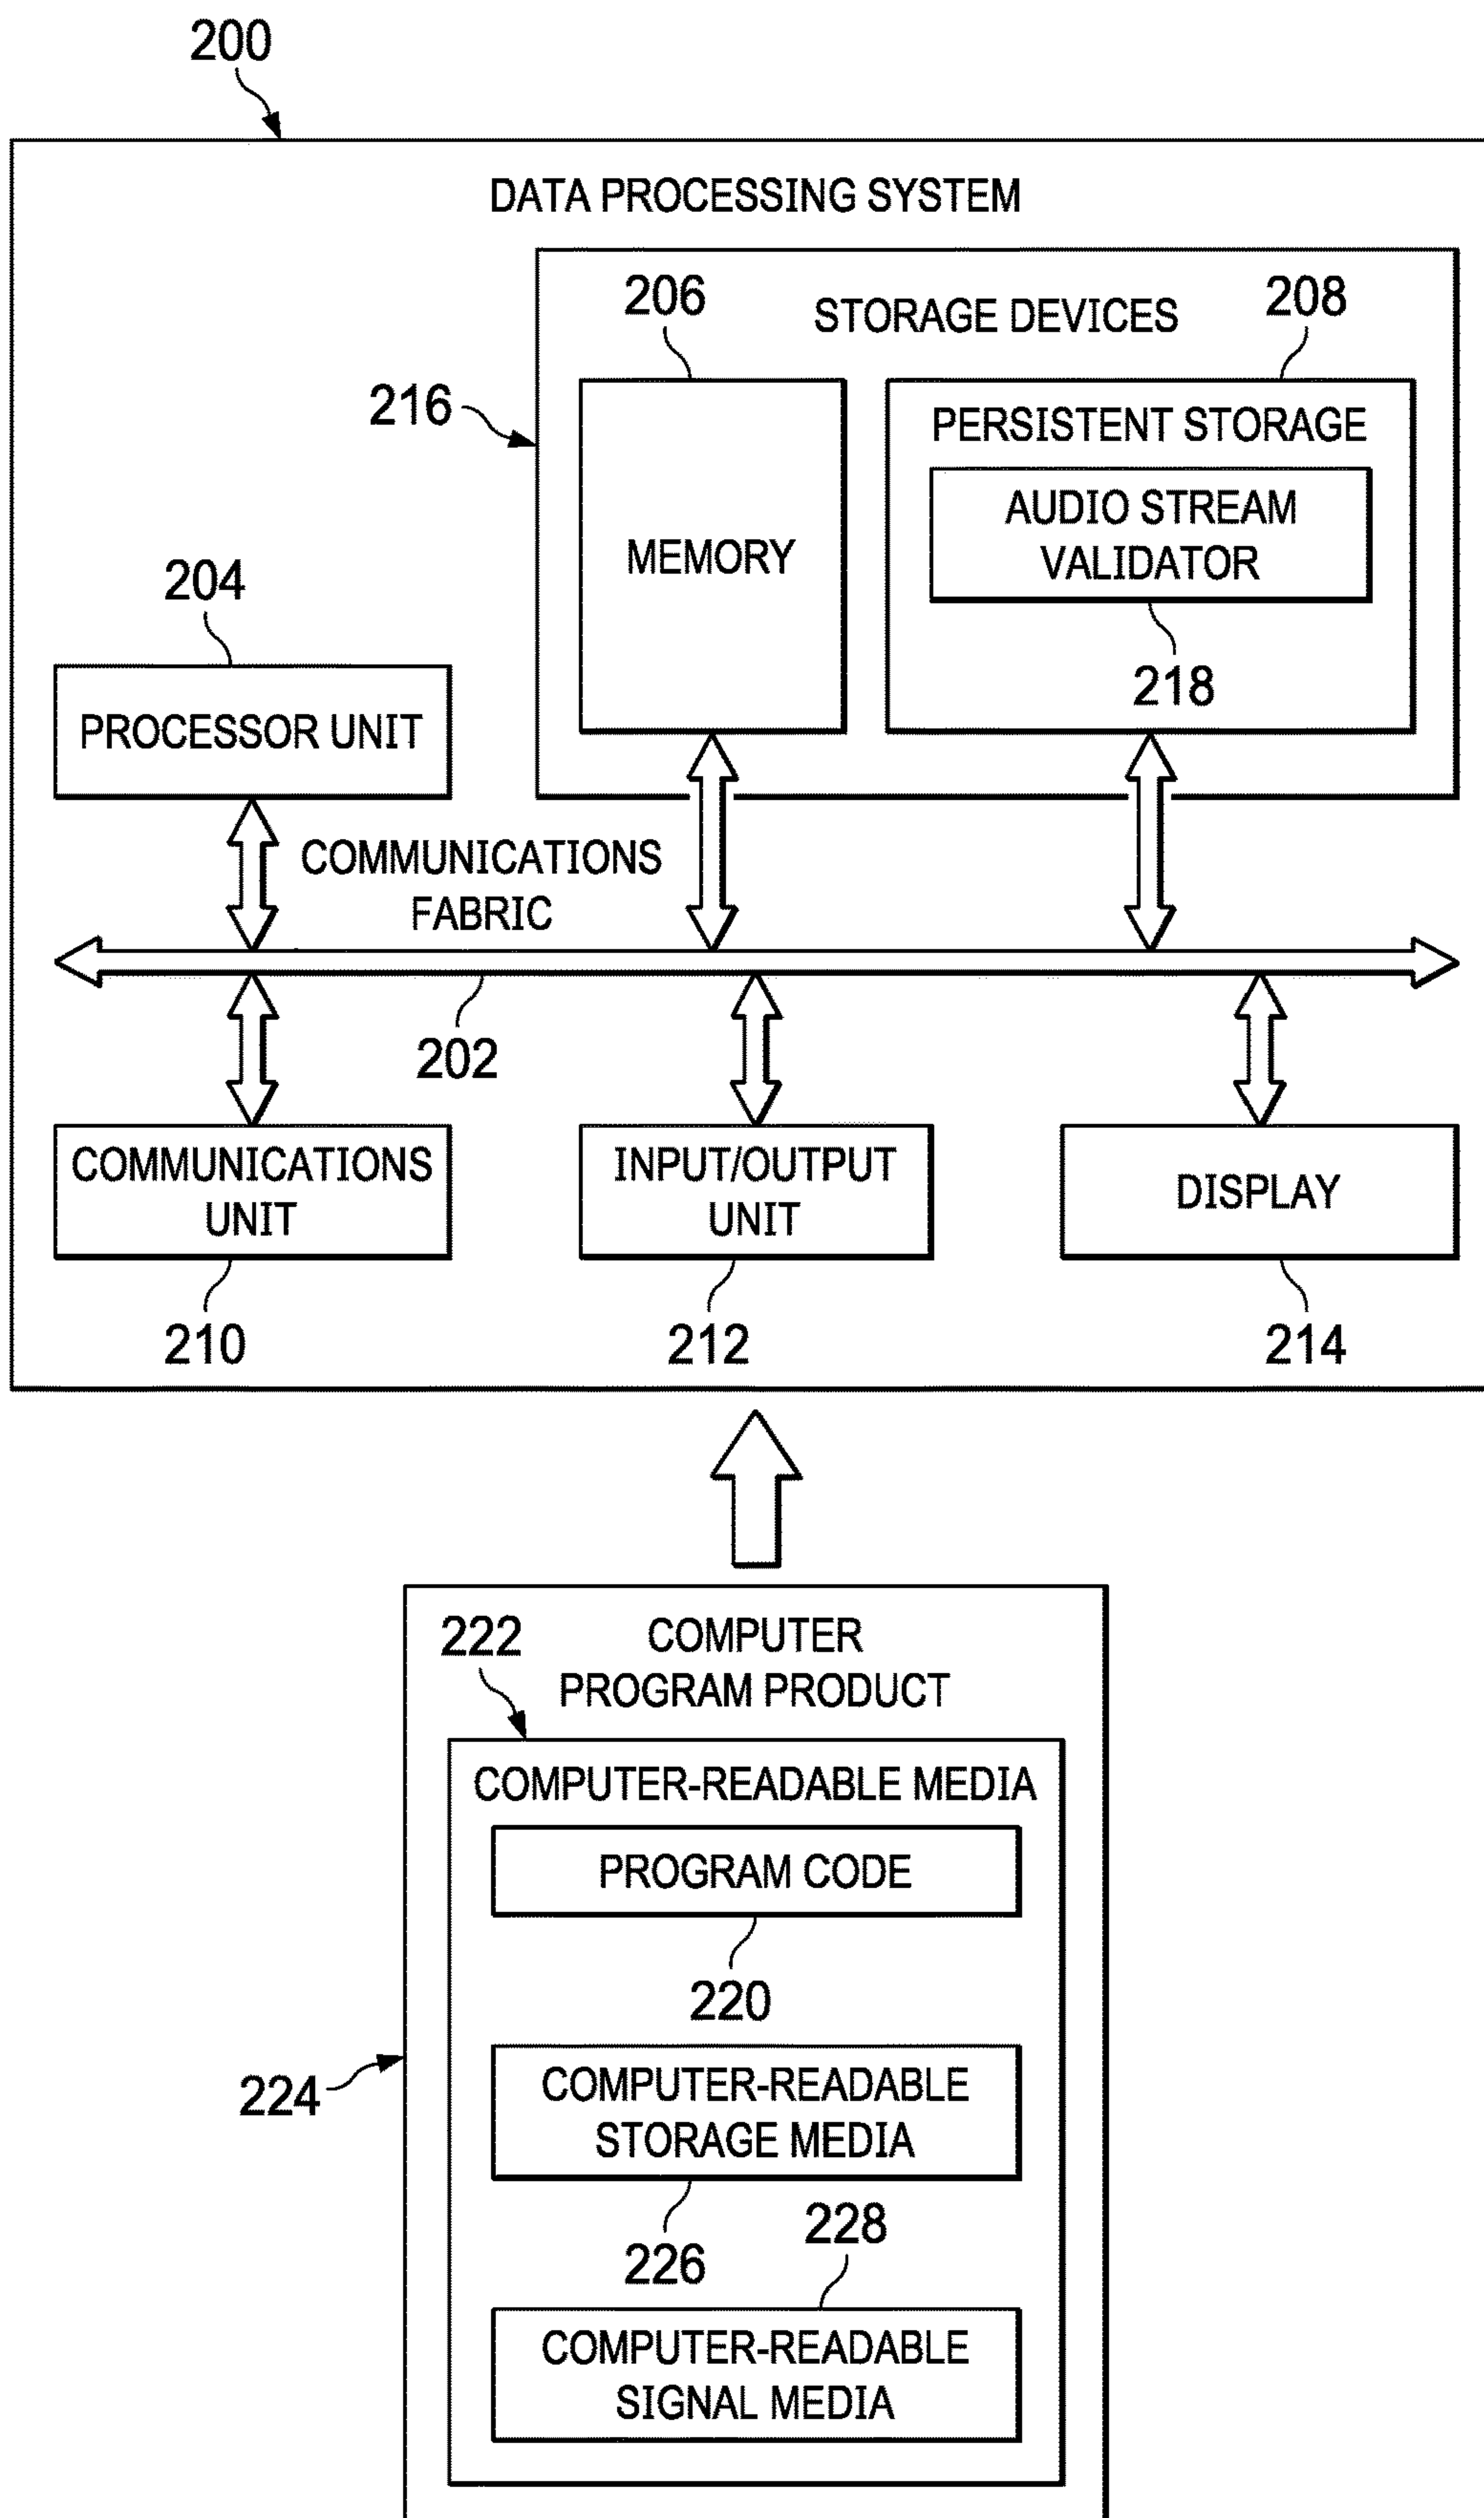 200
DATA PROCESSING SYSTEM
206
STORAGE DEVICES
208
216
PERSISTENT STORAGE
AUDIO STREAM
VALIDATOR
MEMORY
204
218
PROCESSOR UNIT
COMMUNICATIONS
FABRIC
202
COMMUNICATIONS
UNIT
INPUT/OUTPUT
UNIT
DISPLAY
210
212
214
222
COMPUTER
PROGRAM PRODUCT
COMPUTER-READABLE MEDIA
PROGRAM CODE
220
224
COMPUTER-READABLE
STORAGE MEDIA
226
228
COMPUTER-READABLE
SIGNAL MEDIA